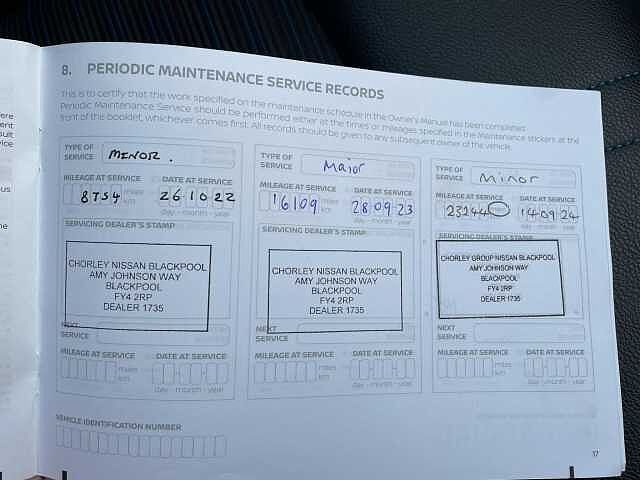 8. PERIODIC MAINTENANCE SERVICE RECORDS
This is to certify that the work specified on the maintenance schedule in the Owner's Manual has been completed.
Periodic Maintenance Service should be performed either at the times or mileages specified in the Maintenance stickers at the
front of the booklet, whichever comes first. All records should be given to any subsequent owner of the vehicle.
TYPE OF SERVICE MINOR.
MILEAGE AT SERVICE DATE AT SERVICE
8754 miles km 26 10 22
day - month - year
SERVICING DEALER'S STAMP
CHORLEY NISSAN BLACKPOOL
AMY JOHNSON WAY
BLACKPOOL
FY4 2RP
DEALER 1735
NEXT SERVICE
MILEAGE AT SERVICE DATE AT SERVICE
miles km
day - month - year
TYPE OF SERVICE Major
MILEAGE AT SERVICE DATE AT SERVICE
16109 miles km 28 09 23
day - month - year
SERVICING DEALER'S STAMP
CHORLEY NISSAN BLACKPOOL
AMY JOHNSON WAY
BLACKPOOL
FY4 2RP
DEALER 1735
NEXT SERVICE
MILEAGE AT SERVICE DATE AT SERVICE
miles km
day - month - year
TYPE OF SERVICE Minor
MILEAGE AT SERVICE DATE AT SERVICE
23244 14 09 24
day - month - year
SERVICING DEALER'S STAMP
CHORLEY GROUP NISSAN BLACKPOOL
AMY JOHNSON WAY
BLACKPOOL
FY4 2RP
DEALER 1735
NEXT SERVICE
MILEAGE AT SERVICE DATE AT SERVICE
miles km
day - month - year
VEHICLE IDENTIFICATION NUMBER
17